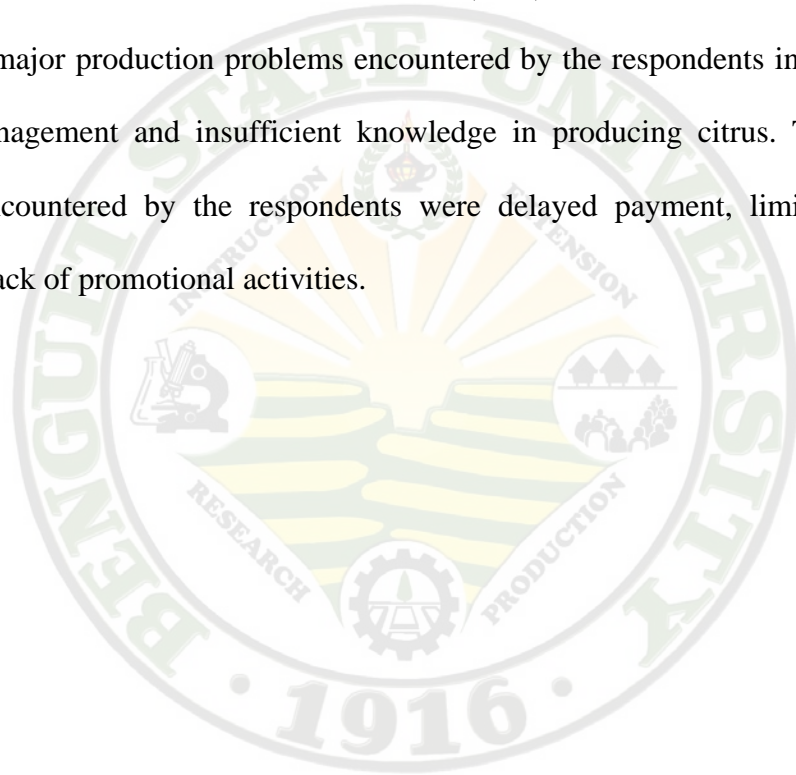 major production problems encountered by the respondents in
nagement and insufficient knowledge in producing citrus.
countered by the respondents were delayed payment, limi
ack of promotional activities.
BENGUET STATE UNIVERSITY
INSTRUCTION
EXTENSION
RESEARCH
PRODUCTION
1916